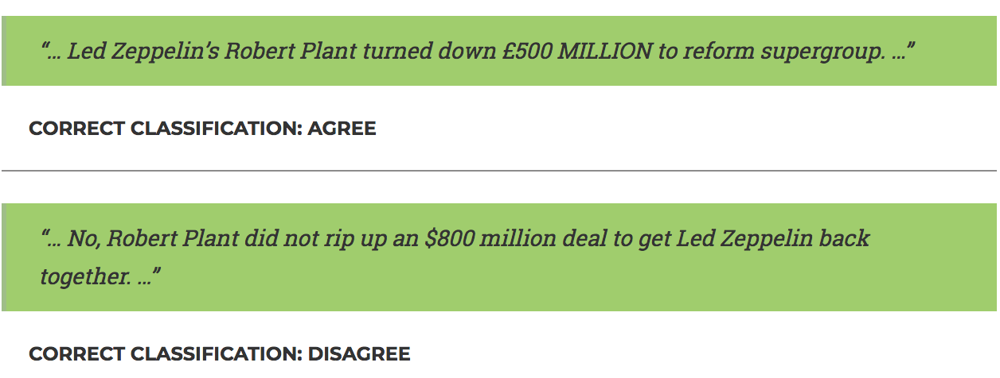 “... Led Zeppelin’s Robert Plant turned down £500 MILLION to reform supergroup. ...”
CORRECT CLASSIFICATION: AGREE
“... No, Robert Plant did not rip up an $800 million deal to get Led Zeppelin back
together. ...”
CORRECT CLASSIFICATION: DISAGREE